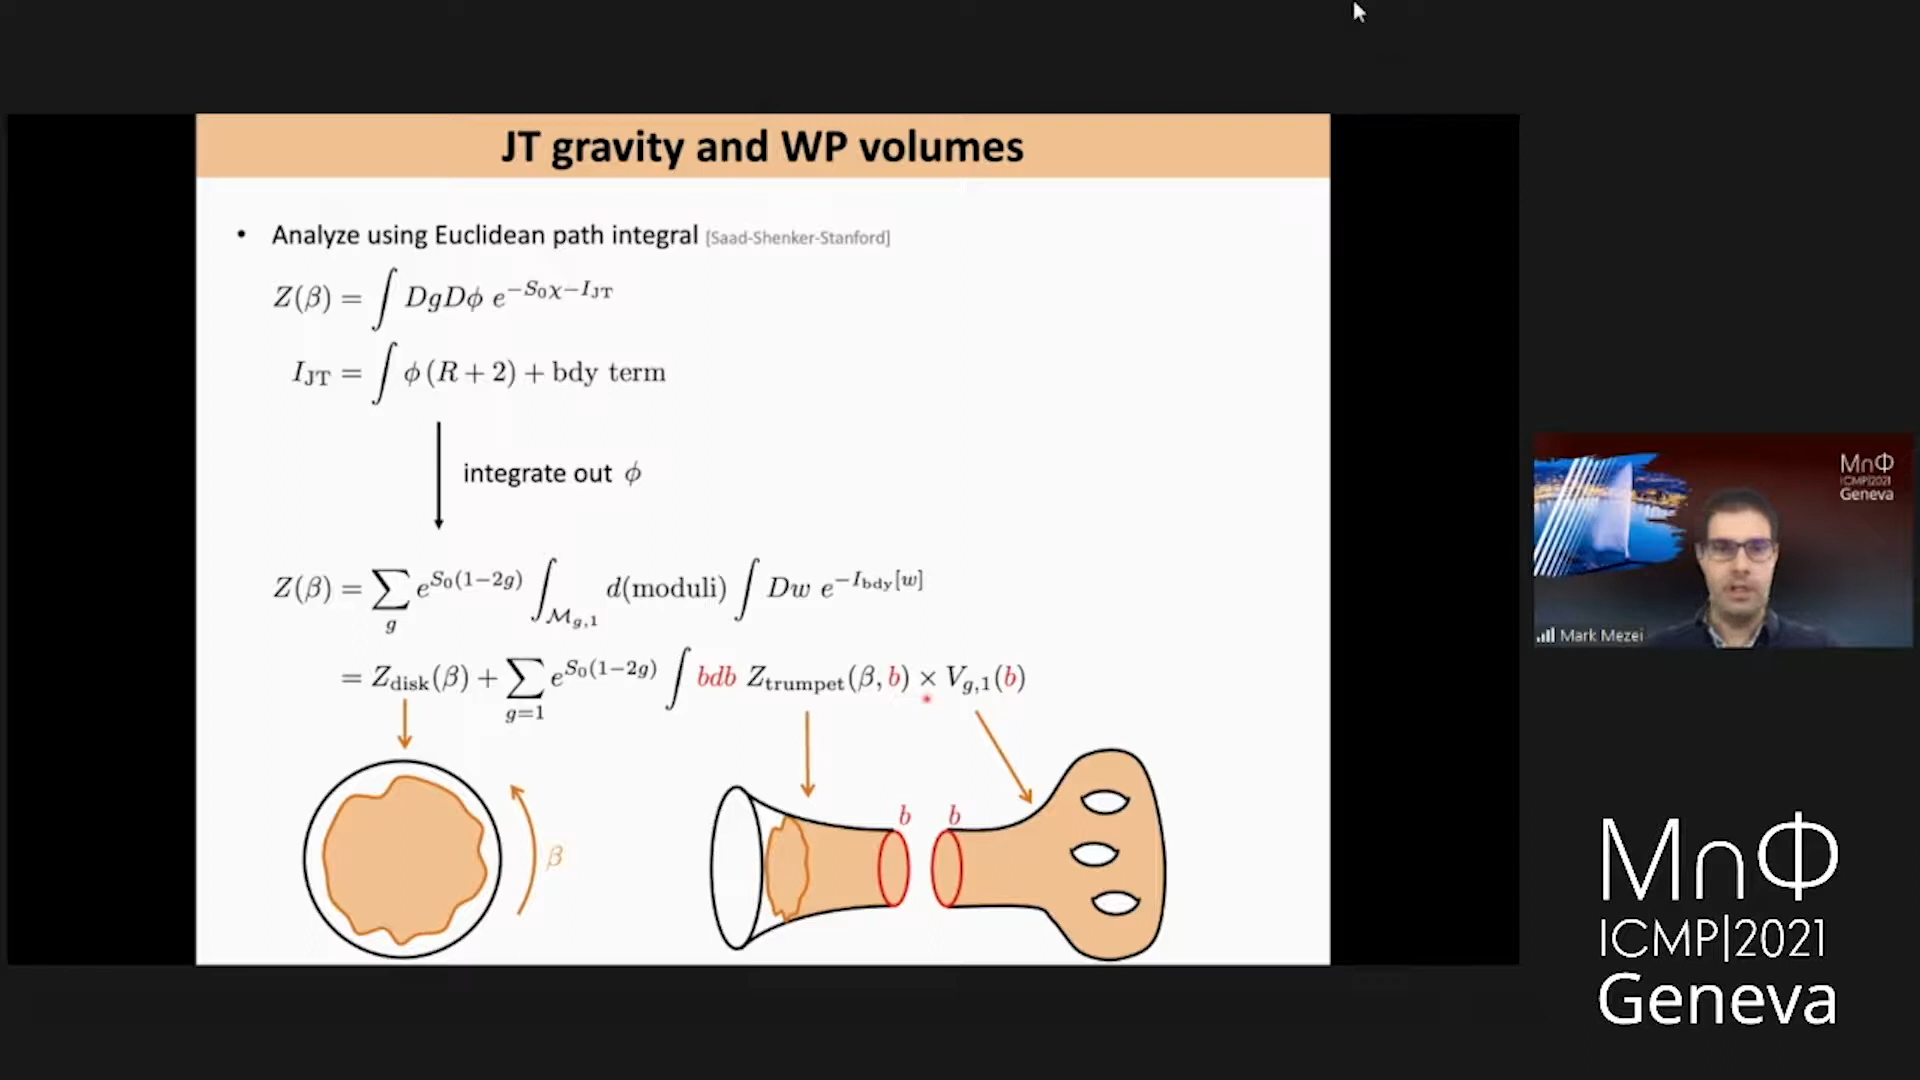 JT gravity and WP volumes
• Analyze using Euclidean path integral [Saad-Shenker-Stanford]
Z(β) = ∫ DgDϕ e^{-S₀χ-I_JT}
I_JT = ∫ ϕ (R + 2) + bdy term
integrate out ϕ
Z(β) = ∑_g e^{S₀(1-2g)} ∫_{M_{g,1}} d(moduli) ∫ Dw e^{-I_bdy[w]}
= Z_disk(β) + ∑_{g=1} e^{S₀(1-2g)} ∫ bdb Z_trumpet(β, b) × V_{g,1}(b)
b b
β
MnΦ
ICMP|2021
Geneva
Mark Mezei
MnΦ
ICMP|2021
Geneva